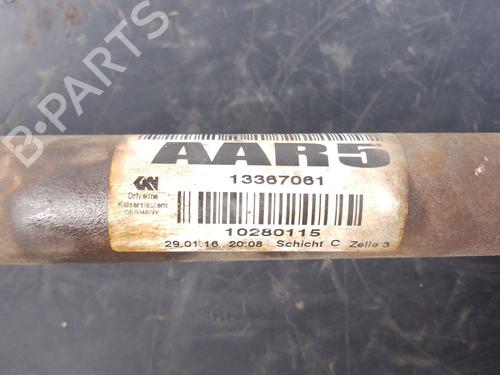 B-PARTS
AAR5
13367061
GKN
Driveline
Kaiserslautern
GERMANY
10280115
29.01.16 20:08 Schicht C Zelle 3